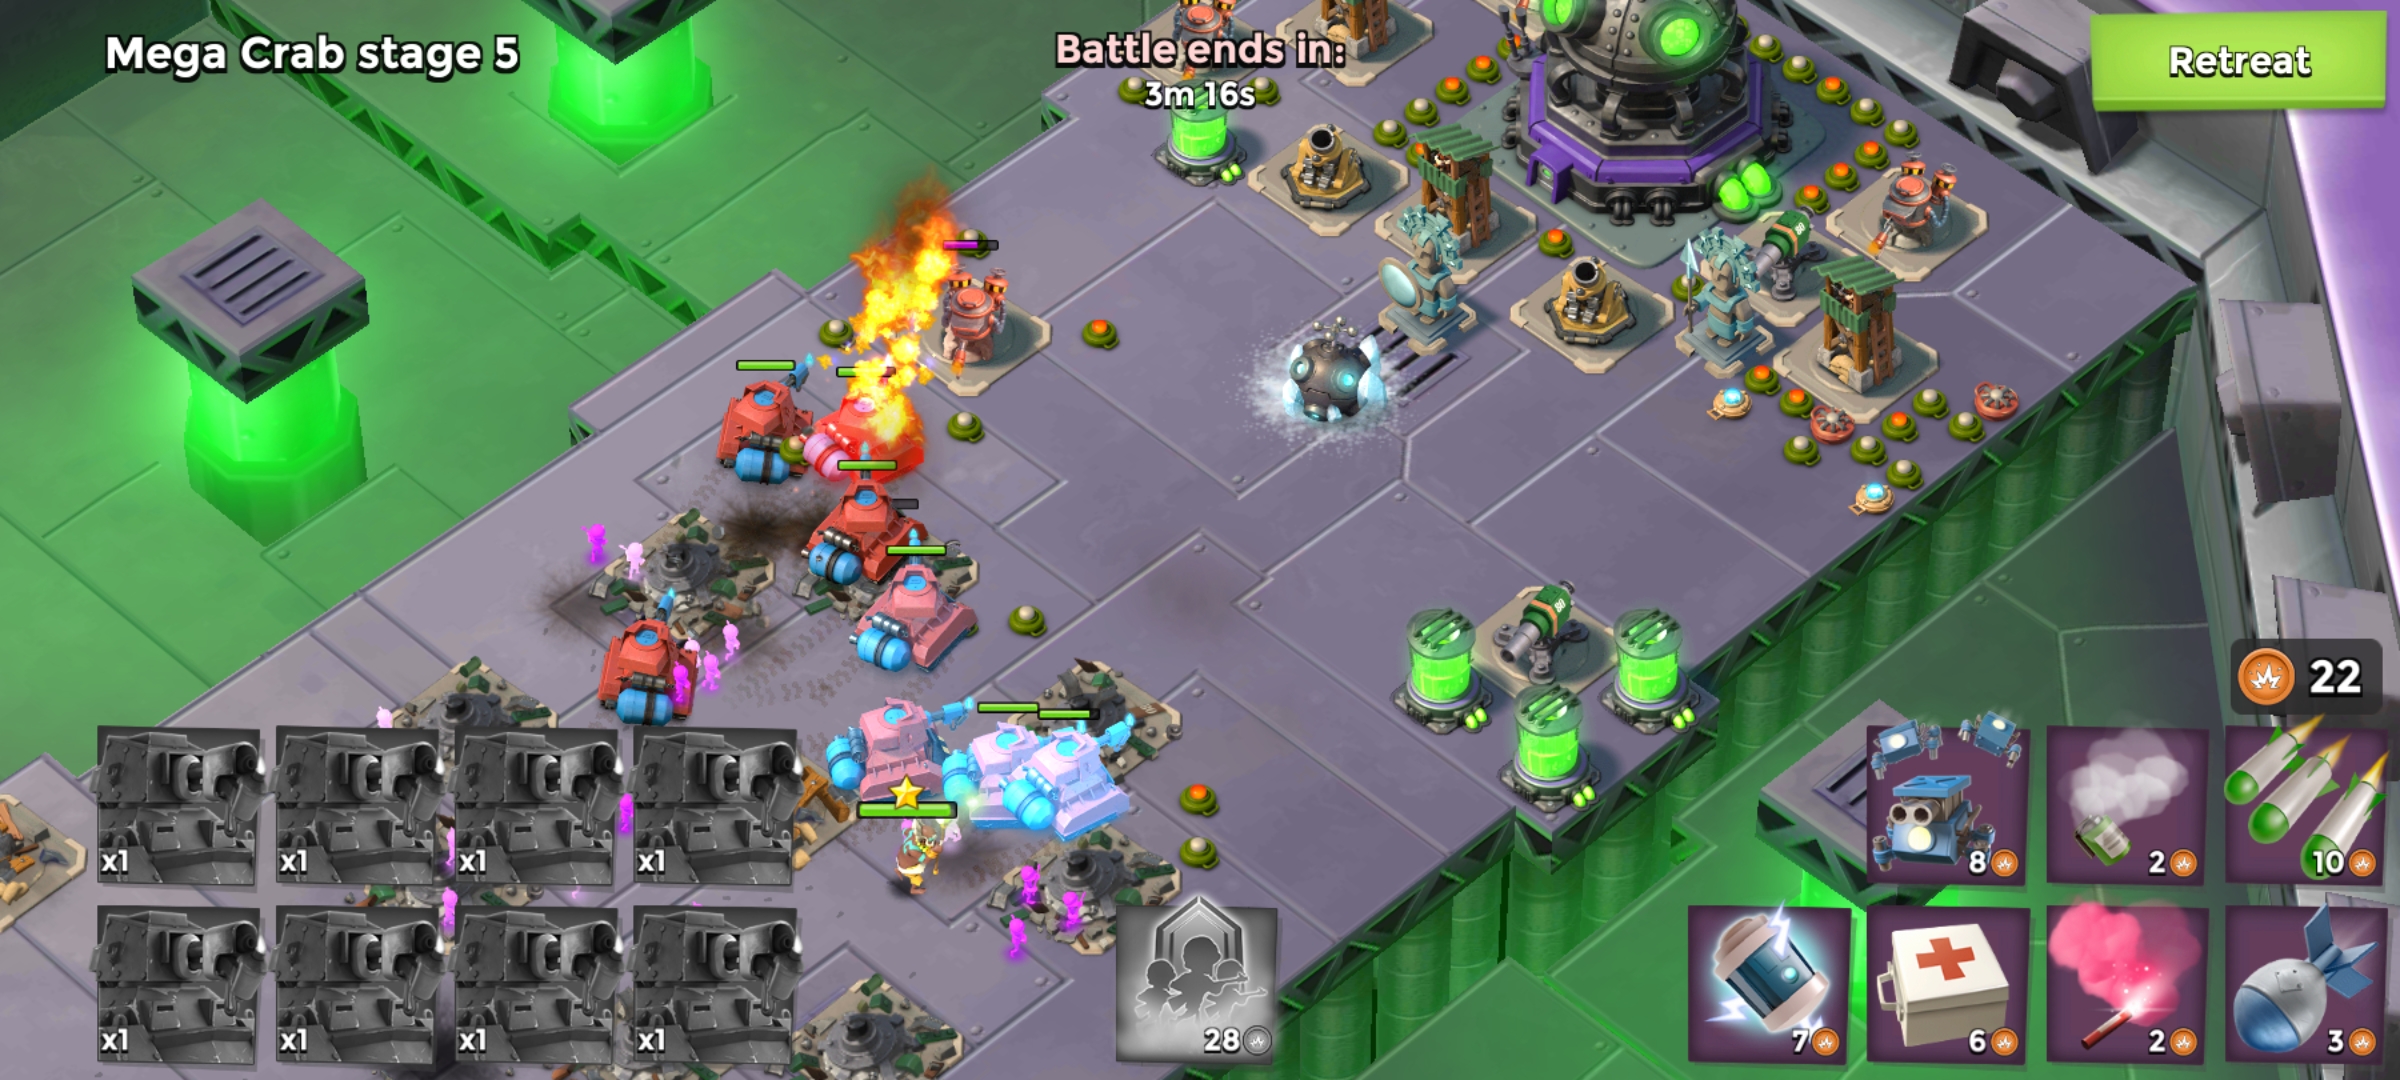 Mega Crab stage 5
Battle ends in:
3m 16s
Retreat
22
8
2
10
x1
x1
x1
x1
7
6
2
3
x1
x1
x1
x1
28